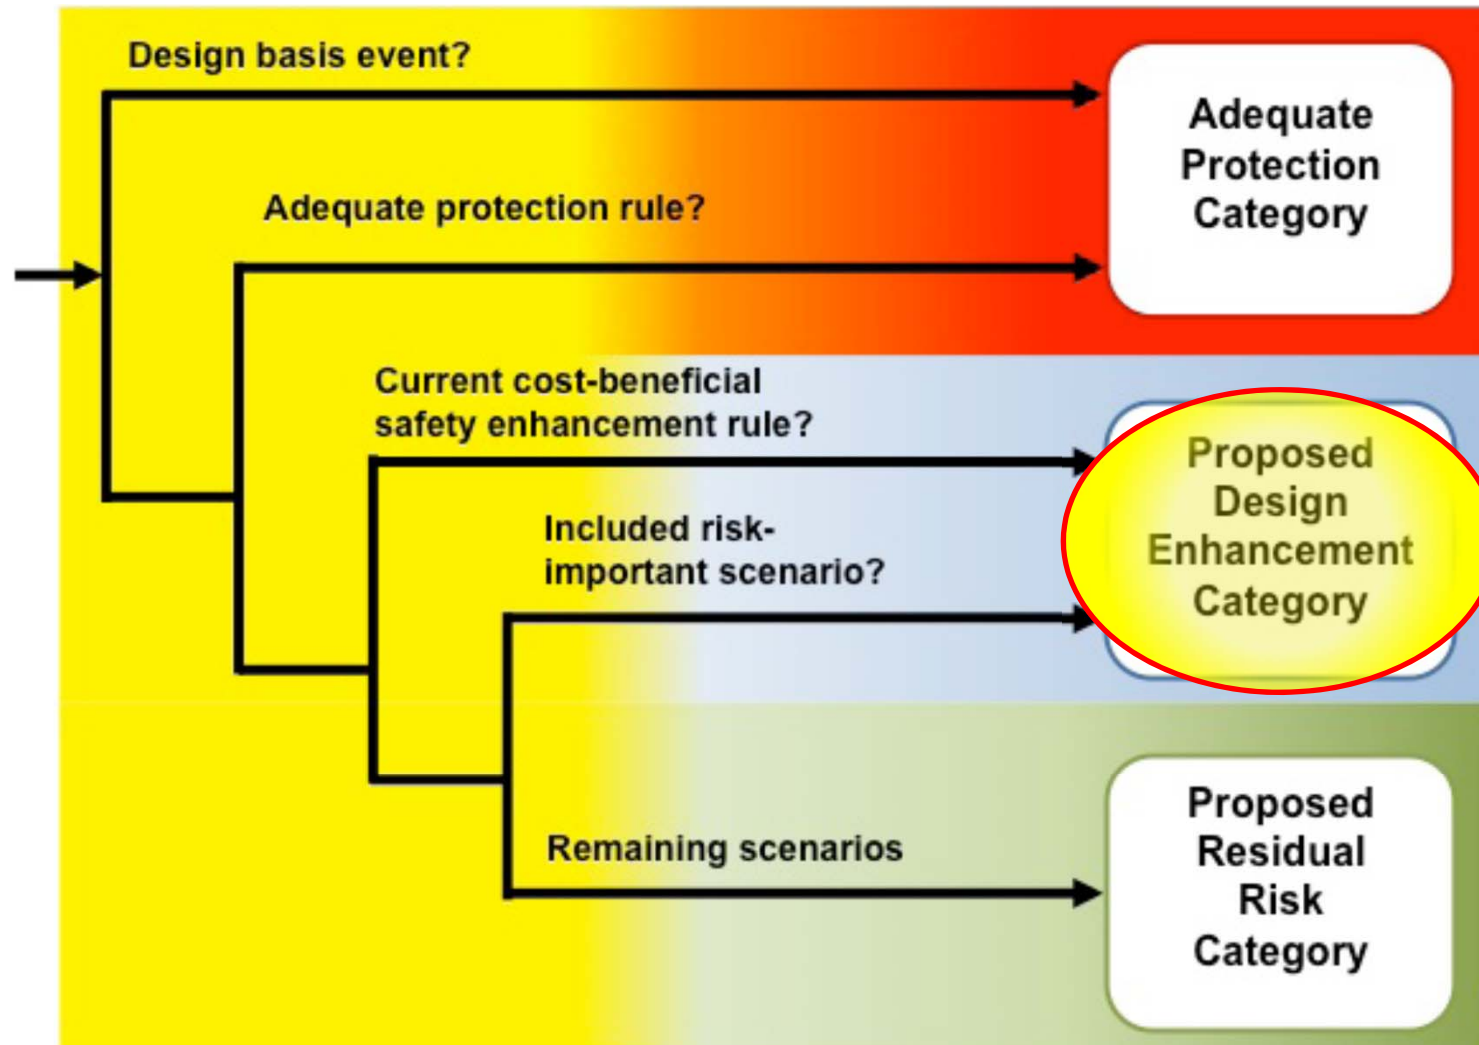 Design basis event?
Adequate
Protection
Category
Adequate protection rule?
Current cost-beneficial
safety enhancement rule?
Proposed
Design
Enhancement
Category
Included risk-
important scenario?
Proposed
Residual
Risk
Category
Remaining scenarios